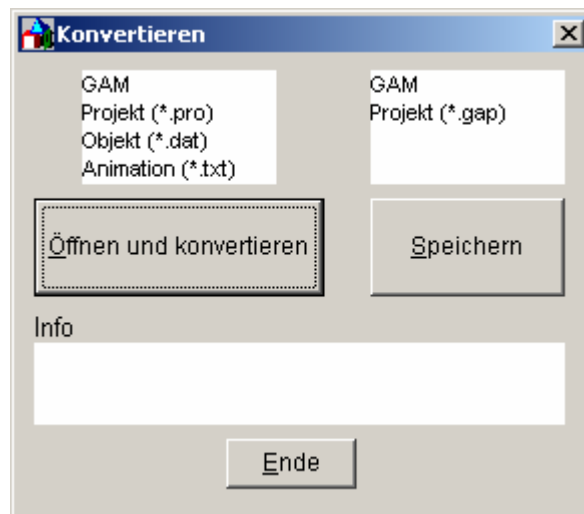 Konvertieren
GAM
Projekt (*.pro)
Objekt (*.dat)
Animation (*.txt)
GAM
Projekt (*.gap)
Öffnen und konvertieren
Speichern
Info
Ende